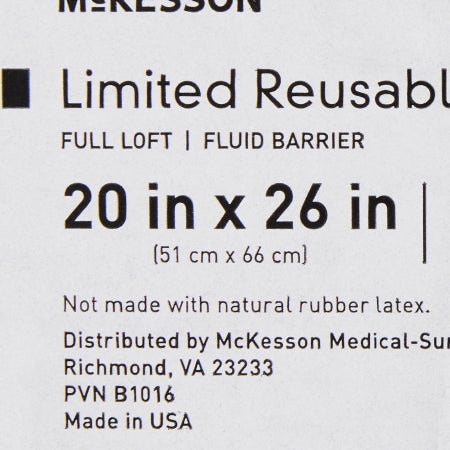 McKESSON
Limited Reusabl
FULL LOFT | FLUID BARRIER
20 in x 26 in
(51 cm x 66 cm)
Not made with natural rubber latex.
Distributed by McKesson Medical-Sur
Richmond, VA 23233
PVN B1016
Made in USA